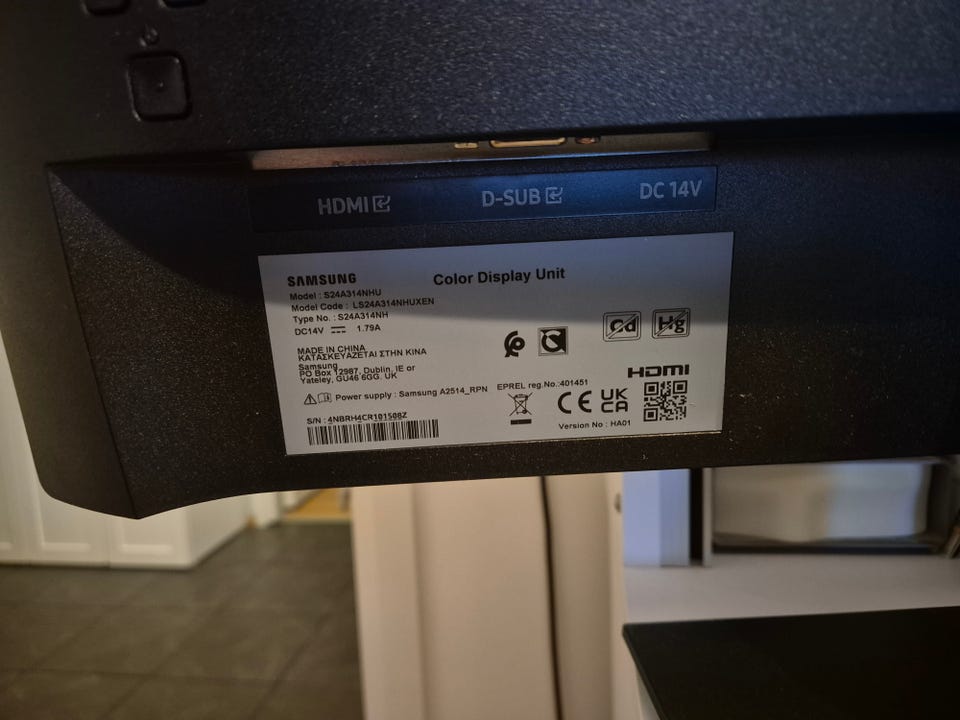 HDMI
D-SUB
DC 14V
SAMSUNG
Color Display Unit
Model : S24A314NHU
Model Code : LS24A314NHUXEN
Type No. : S24A314NH
DC14V 1.79A
MADE IN CHINA
ΚΑΤΑΣΚΕΥΑΖΕΤΑΙ ΣΤΗΝ ΚΙΝΑ
Samsung
PO Box 12987, Dublin, IE or
Yateley, GU46 6GG. UK
Cd
Hg
HDMI
Power supply : Samsung A2514_RPN
EPREL reg.No.:401451
CE
UK
CA
S/N : 4NBRH4CR101508Z
Version No : HA01